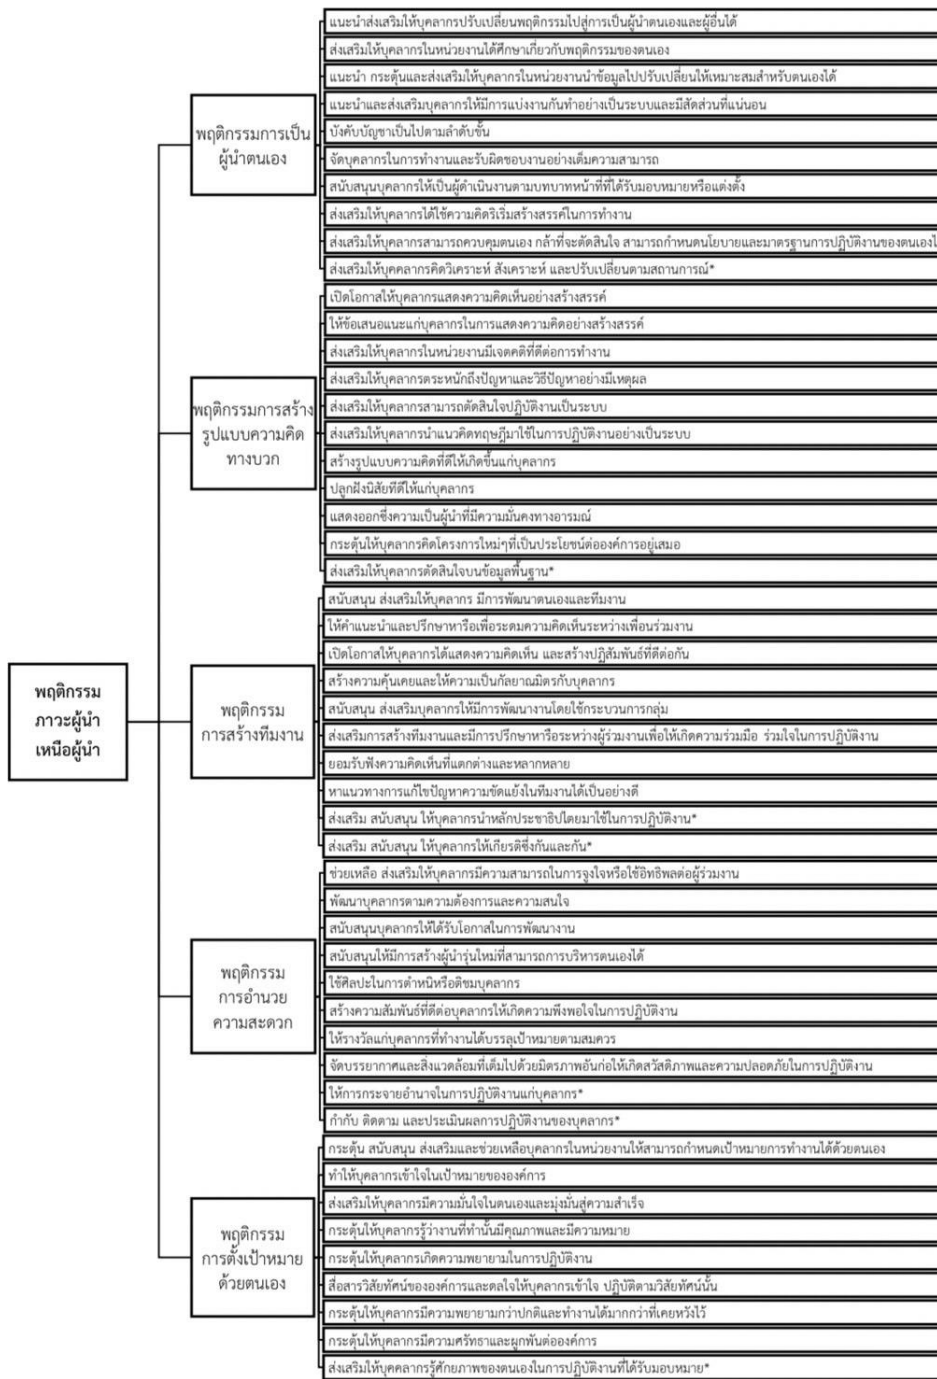 พฤติกรรม
ภาวะผู้นำ
เหนือผู้นำ
พฤติกรรมการเป็น
ผู้นำตนเอง
แนะนำส่งเสริมให้บุคลากรปรับเปลี่ยนพฤติกรรมไปสู่การเป็นผู้นำตนเองและผู้อื่นได้
ส่งเสริมให้บุคลากรในหน่วยงานได้ศึกษาเกี่ยวกับพฤติกรรมของตนเอง
แนะนำ กระตุ้นและส่งเสริมให้บุคลากรในหน่วยงานนำข้อมูลไปปรับเปลี่ยนให้เหมาะสมสำหรับตนเองได้
แนะนำและส่งเสริมบุคลากรให้มีการแบ่งงานกันทำอย่างเป็นระบบและมีสัดส่วนที่แน่นอน
บังคับบัญชาเป็นไปตามลำดับขั้น
จัดบุคลากรในการทำงานและรับผิดชอบงานอย่างเต็มความสามารถ
สนับสนุนบุคลากรให้เป็นผู้ดำเนินงานตามบทบาทหน้าที่ที่ได้รับมอบหมายหรือแต่งตั้ง
ส่งเสริมให้บุคลากรได้ใช้ความคิดริเริ่มสร้างสรรค์ในการทำงาน
ส่งเสริมให้บุคลากรสามารถควบคุมตนเอง กล้าที่จะตัดสินใจ สามารถกำหนดนโยบายและมาตรฐานการปฏิบัติงานของตนเอง
ส่งเสริมให้บุคคลากรคิดวิเคราะห์ สังเคราะห์ และปรับเปลี่ยนตามสถานการณ์*
พฤติกรรมการสร้าง
รูปแบบความคิด
ทางบวก
เปิดโอกาสให้บุคลากรแสดงความคิดเห็นอย่างสร้างสรรค์
ให้ข้อเสนอแนะแก่บุคลากรในการแสดงความคิดอย่างสร้างสรรค์
ส่งเสริมให้บุคลากรในหน่วยงานมีเจตคติที่ดีต่อการทำงาน
ส่งเสริมให้บุคลากรตระหนักถึงปัญหาและวิธีปัญหาอย่างมีเหตุผล
ส่งเสริมให้บุคลากรสามารถตัดสินใจปฏิบัติงานเป็นระบบ
ส่งเสริมให้บุคลากรนำแนวคิดทฤษฎีมาใช้ในการปฏิบัติงานอย่างเป็นระบบ
สร้างรูปแบบความคิดที่ดีให้เกิดขึ้นแก่บุคลากร
ปลูกฝังนิสัยที่ดีให้แก่บุคลากร
แสดงออกซึ่งความเป็นผู้นำที่มีความมั่นคงทางอารมณ์
กระตุ้นให้บุคลากรคิดโครงการใหม่ๆที่เป็นประโยชน์ต่อองค์การอยู่เสมอ
ส่งเสริมให้บุคลากรตัดสินใจบนข้อมูลพื้นฐาน*
พฤติกรรม
การสร้างทีมงาน
สนับสนุน ส่งเสริมให้บุคลากร มีการพัฒนาตนเองและทีมงาน
ให้คำแนะนำและปรึกษาหารือเพื่อระดมความคิดเห็นระหว่างเพื่อนร่วมงาน
เปิดโอกาสให้บุคลากรได้แสดงความคิดเห็น และสร้างปฏิสัมพันธ์ที่ดีต่อกัน
สร้างความคุ้นเคยและให้ความเป็นกัลยาณมิตรกับบุคลากร
สนับสนุน ส่งเสริมบุคลากรให้มีการพัฒนางานโดยใช้กระบวนการกลุ่ม
ส่งเสริมการสร้างทีมงานและมีการปรึกษาหารือระหว่างผู้ร่วมงานเพื่อให้เกิดความร่วมมือ ร่วมใจในการปฏิบัติงาน
ยอมรับฟังความคิดเห็นที่แตกต่างและหลากหลาย
หาแนวทางการแก้ไขปัญหาความขัดแย้งในทีมงานได้เป็นอย่างดี
ส่งเสริม สนับสนุน ให้บุคลากรนำหลักประชาธิปไตยมาใช้ในการปฏิบัติงาน*
ส่งเสริม สนับสนุน ให้บุคลากรให้เกียรติซึ่งกันและกัน*
พฤติกรรม
การอำนวย
ความสะดวก
ช่วยเหลือ ส่งเสริมให้บุคลากรมีความสามารถในการจูงใจหรือใช้อิทธิพลต่อผู้ร่วมงาน
พัฒนาบุคลากรตามความต้องการและความสนใจ
สนับสนุนบุคลากรให้ได้รับโอกาสในการพัฒนางาน
สนับสนุนให้มีการสร้างผู้นำรุ่นใหม่ที่สามารถการบริหารตนเองได้
ใช้ศิลปะในการตำหนิหรือติชมบุคลากร
สร้างความสัมพันธ์ที่ดีต่อบุคลากรให้เกิดความพึงพอใจในการปฏิบัติงาน
ให้รางวัลแก่บุคลากรที่ทำงานได้บรรลุเป้าหมายตามสมควร
จัดบรรยากาศและสิ่งแวดล้อมที่เต็มไปด้วยมิตรภาพอันก่อให้เกิดสวัสดิภาพและความปลอดภัยในการปฏิบัติงาน
ให้การกระจายอำนาจในการปฏิบัติงานแก่บุคลากร*
กำกับ ติดตาม และประเมินผลการปฏิบัติงานของบุคลากร*
พฤติกรรม
การตั้งเป้าหมาย
ด้วยตนเอง
กระตุ้น สนับสนุน ส่งเสริมและช่วยเหลือบุคลากรในหน่วยงานให้สามารถกำหนดเป้าหมายการทำงานได้ด้วยตนเอง
ทำให้บุคลากรเข้าใจในเป้าหมายขององค์การ
ส่งเสริมให้บุคลากรมีความมั่นใจในตนเองและมุ่งมั่นสู่ความสำเร็จ
กระตุ้นให้บุคลากรรู้ว่างานที่ทำนั้นมีคุณภาพและมีความหมาย
กระตุ้นให้บุคลากรเกิดความพยายามในการปฏิบัติงาน
สื่อสารวิสัยทัศน์ขององค์การและดลใจให้บุคลากรเข้าใจ ปฏิบัติตามวิสัยทัศน์นั้น
กระตุ้นให้บุคลากรมีความพยายามกว่าปกติและทำงานได้มากกว่าที่เคยหวังไว้
กระตุ้นให้บุคลากรมีความศรัทธาและผูกพันต่อองค์การ
ส่งเสริมให้บุคคลากรรู้ศักยภาพของตนเองในการปฏิบัติงานที่ได้รับมอบหมาย*